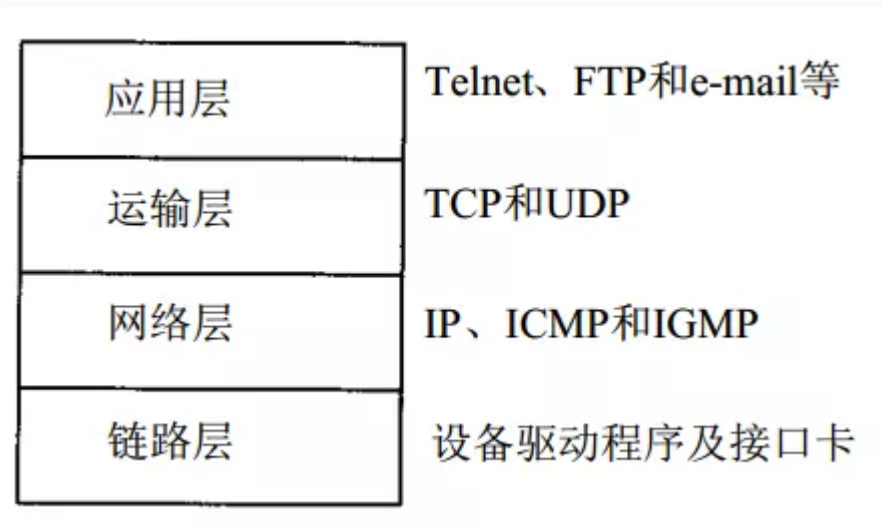 应用层 Telnet、FTP和e-mail等
运输层 TCP和UDP
网络层 IP、ICMP和IGMP
链路层 设备驱动程序及接口卡